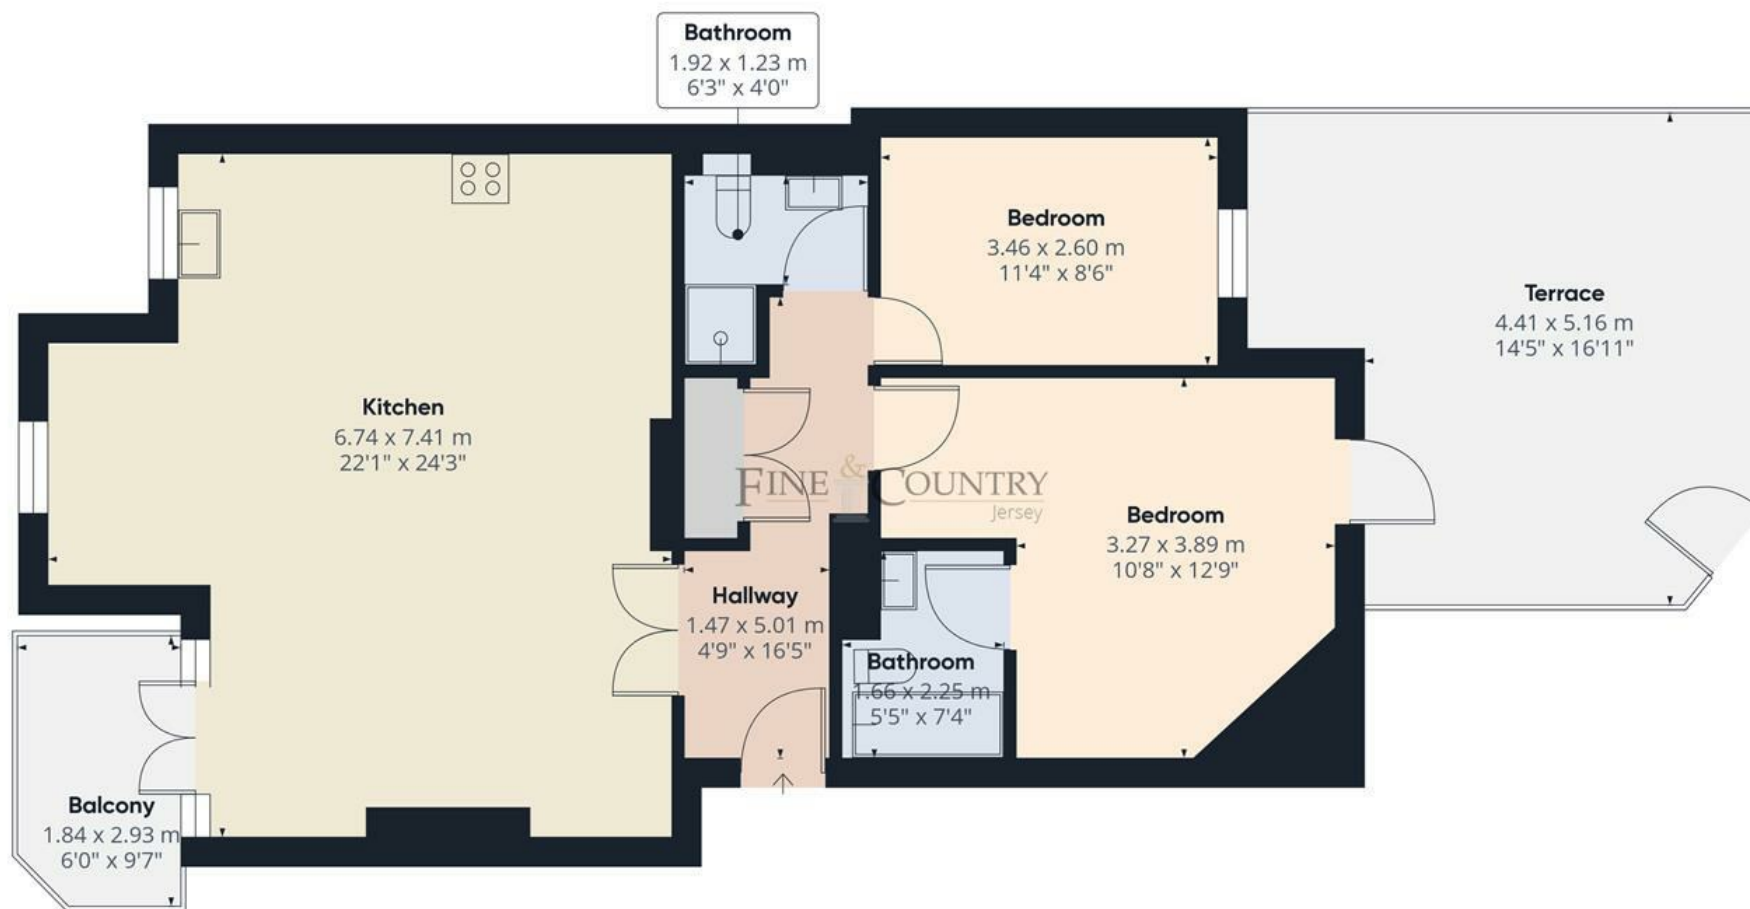 Bathroom
1.92 x 1.23 m
6'3" x 4'0"
Bedroom
3.46 x 2.60 m
11'4" x 8'6"
Terrace
4.41 x 5.16 m
14'5" x 16'11"
Kitchen
6.74 x 7.41 m
22'1" x 24'3"
FINE & COUNTRY
Jersey
Bedroom
3.27 x 3.89 m
10'8" x 12'9"
Hallway
1.47 x 5.01 m
4'9" x 16'5"
Bathroom
1.66 x 2.25 m
5'5" x 7'4"
Balcony
1.84 x 2.93 m
6'0" x 9'7"